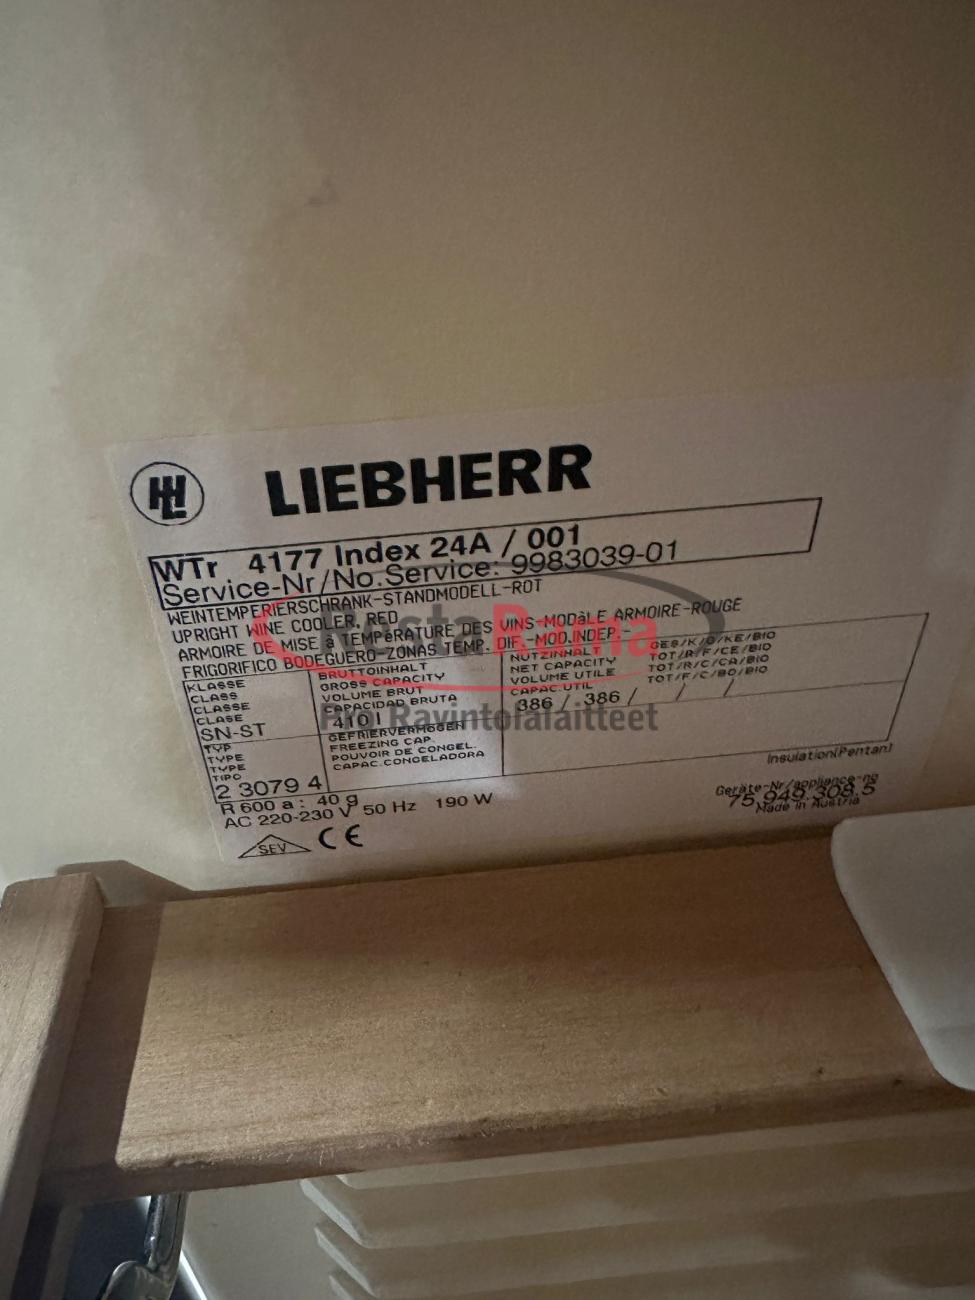 LIEBHERR
WTr 4177 Index 24A / 001
Service-Nr/No.Service: 9983039-01
WEINTEMPERIERSCHRANK-STANDMODELL-ROT
UPRIGHT WINE COOLER, RED
ARMOIRE DE MISE à TEMPéRATURE DES VINS-MODèLE ARMOIRE-ROUGE
FRIGORIFICO BODEGUERO-ZONAS TEMP. DIF.-MOD.INDEP.-
KLASSE
CLASS
CLASSE
CLASE
SN-ST
BRUTTOINHALT
GROSS CAPACITY
VOLUME BRUT
CAPACIDAD BRUTA
410 l
NUTZINHALT
NET CAPACITY
VOLUME UTILE
CAPAC.UTIL
386 / 386 / / /
GES/K/G/KE/BIO
TOT/R/F/CE/BIO
TOT/R/C/CA/BIO
TOT/F/C/BO/BIO
TYP
TYPE
TYPE
TIPO
2 3079 4
GEFRIERVERMÖGEN
FREEZING CAP.
POUVOIR DE CONGEL.
CAPAC.CONGELADORA
Insulation(Pentan)
R 600 a : 40 g
AC 220-230 V 50 Hz 190 W
Geräte-Nr/appliance-no
75.949.308.5
Made in Austria
SEV CE
RestaRama
Pro Ravintolalaitteet